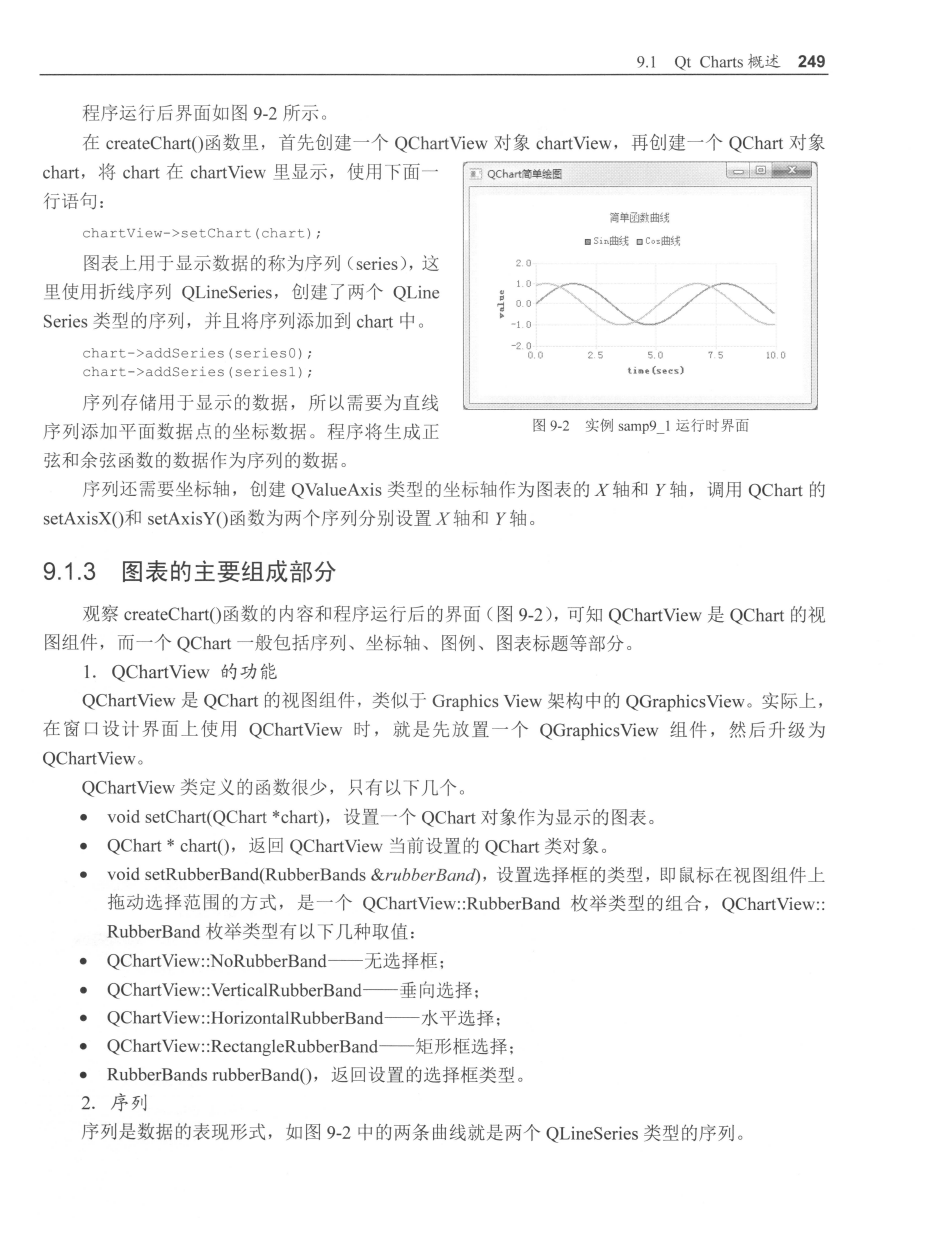 9.1 Qt Charts 概述 249
程序运行后界面如图 9-2 所示。
在 createChart()函数里，首先创建一个 QChartView 对象 chartView，再创建一个 QChart 对象
chart，将 chart 在 chartView 里显示，使用下面一
行语句：
chartView->setChart(chart);
图表上用于显示数据的称为序列（series），这
里使用折线序列 QLineSeries，创建了两个 QLine
Series 类型的序列，并且将序列添加到 chart 中。
chart->addSeries(series0);
chart->addSeries(series1);
序列存储用于显示的数据，所以需要为直线
序列添加平面数据点的坐标数据。程序将生成正
弦和余弦函数的数据作为序列的数据。
QChart简单绘图
简单函数曲线
Sin曲线 Cos曲线
2.0
1.0
0.0
-1.0
-2.0
value
0.0 2.5 5.0 7.5 10.0
time(secs)
图 9-2 实例 samp9_1 运行时界面
序列还需要坐标轴，创建 QValueAxis 类型的坐标轴作为图表的 X 轴和 Y 轴，调用 QChart 的
setAxisX()和 setAxisY()函数为两个序列分别设置 X 轴和 Y 轴。
9.1.3 图表的主要组成部分
观察 createChart()函数的内容和程序运行后的界面（图 9-2），可知 QChartView 是 QChart 的视
图组件，而一个 QChart 一般包括序列、坐标轴、图例、图表标题等部分。
1．QChartView 的功能
QChartView 是 QChart 的视图组件，类似于 Graphics View 架构中的 QGraphicsView。实际上，
在窗口设计界面上使用 QChartView 时，就是先放置一个 QGraphicsView 组件，然后升级为
QChartView。
QChartView 类定义的函数很少，只有以下几个。
• void setChart(QChart *chart)，设置一个 QChart 对象作为显示的图表。
• QChart * chart()，返回 QChartView 当前设置的 QChart 类对象。
• void setRubberBand(RubberBands &rubberBand)，设置选择框的类型，即鼠标在视图组件上
拖动选择范围的方式，是一个 QChartView::RubberBand 枚举类型的组合，QChartView::
RubberBand 枚举类型有以下几种取值：
• QChartView::NoRubberBand——无选择框；
• QChartView::VerticalRubberBand——垂向选择；
• QChartView::HorizontalRubberBand——水平选择；
• QChartView::RectangleRubberBand——矩形框选择；
• RubberBands rubberBand()，返回设置的选择框类型。
2．序列
序列是数据的表现形式，如图 9-2 中的两条曲线就是两个 QLineSeries 类型的序列。